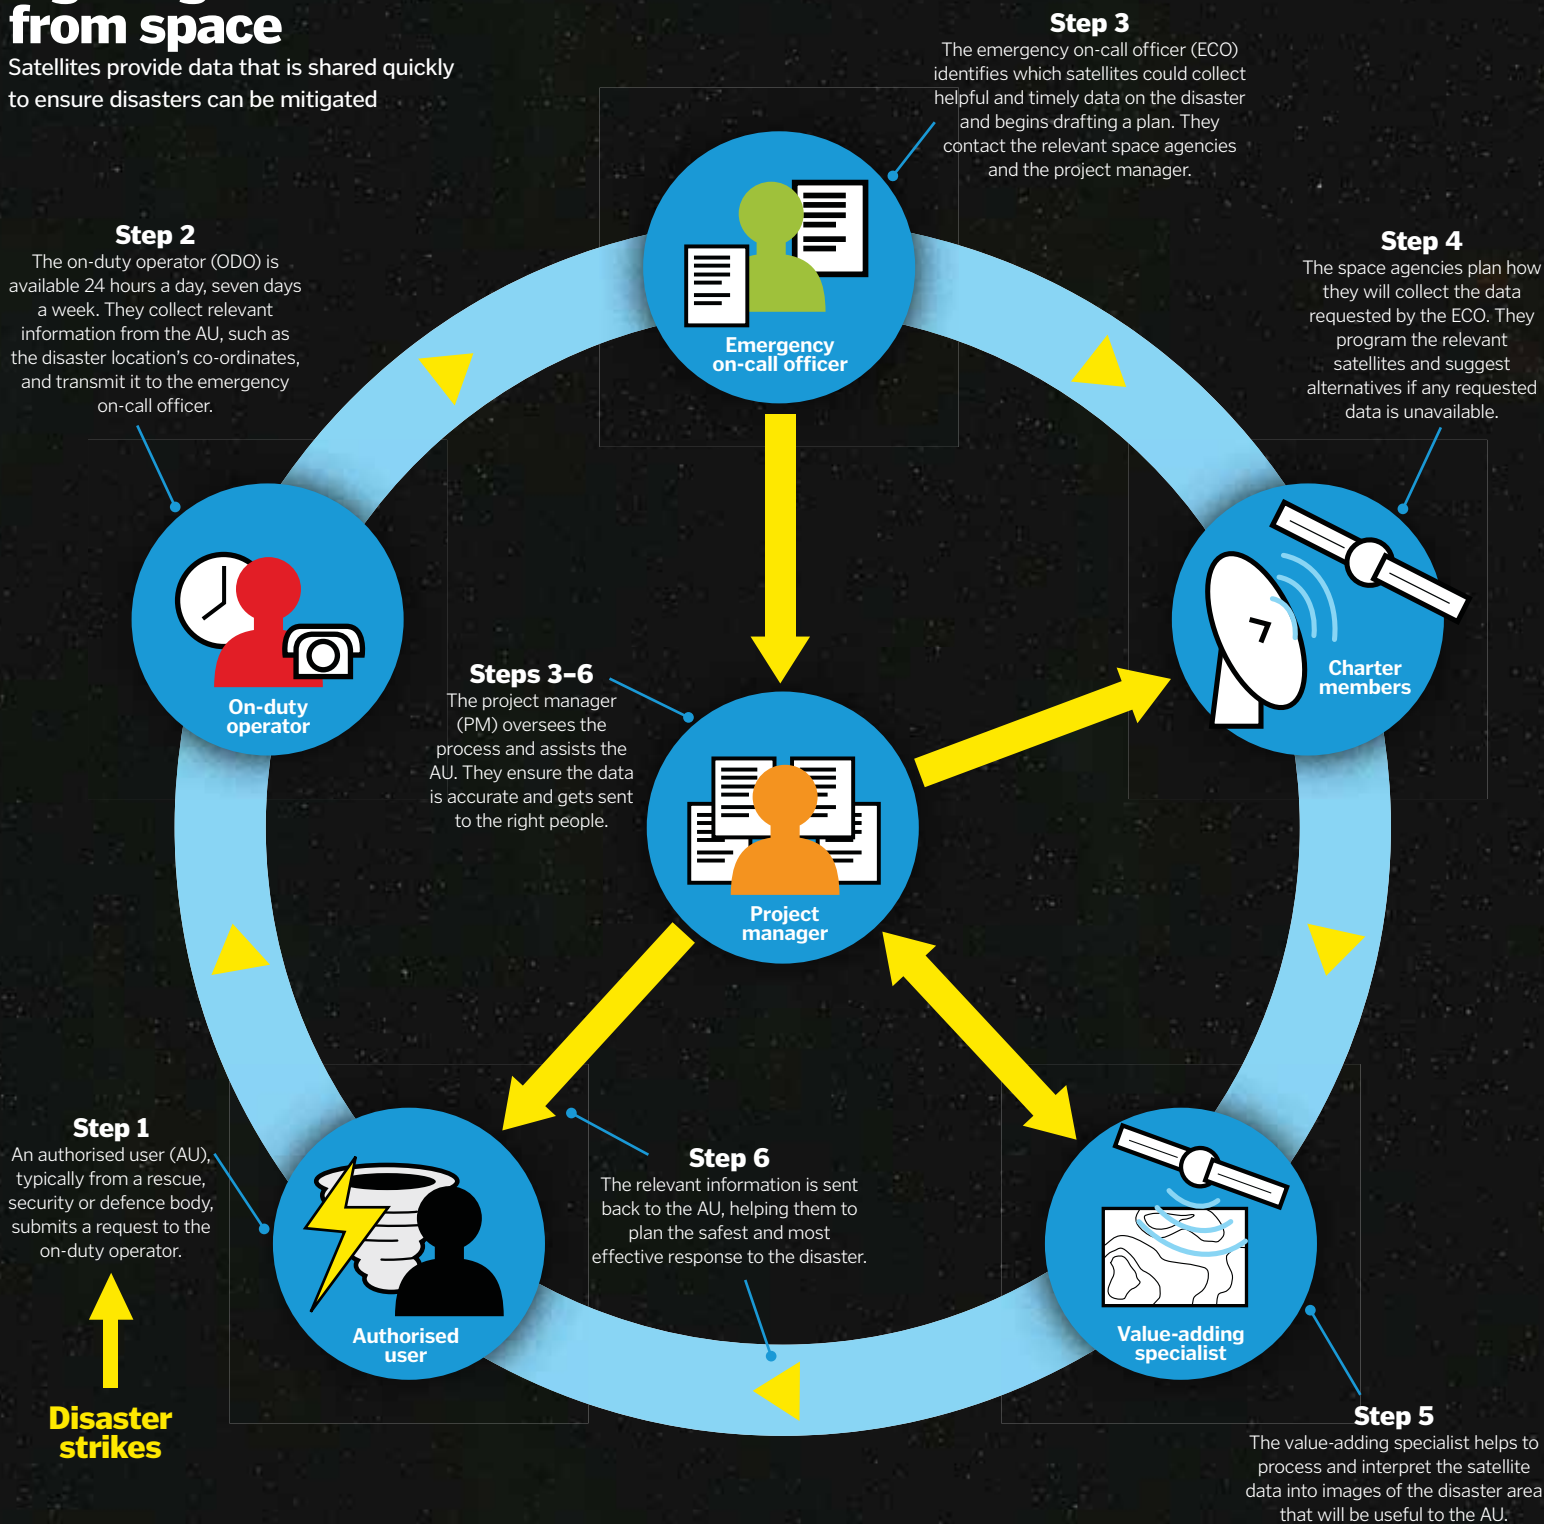 from space
Satellites provide data that is shared quickly
to ensure disasters can be mitigated
Step 3
The emergency on-call officer (ECO)
identifies which satellites could collect
helpful and timely data on the disaster
and begins drafting a plan. They
contact the relevant space agencies
and the project manager.
Step 2
The on-duty operator (ODO) is
available 24 hours a day, seven days
a week. They collect relevant
information from the AU, such as
the disaster location's co-ordinates,
and transmit it to the emergency
on-call officer.
Step 4
The space agencies plan how
they will collect the data
requested by the ECO. They
program the relevant
satellites and suggest
alternatives if any requested
data is unavailable.
Emergency
on-call officer
On-duty
operator
Steps 3–6
The project manager
(PM) oversees the
process and assists the
AU. They ensure the data
is accurate and gets sent
to the right people.
Charter
members
Project
manager
Step 1
An authorised user (AU),
typically from a rescue,
security or defence body,
submits a request to the
on-duty operator.
Disaster
strikes
Authorised
user
Step 6
The relevant information is sent
back to the AU, helping them to
plan the safest and most
effective response to the disaster.
Value-adding
specialist
Step 5
The value-adding specialist helps to
process and interpret the satellite
data into images of the disaster area
that will be useful to the AU.